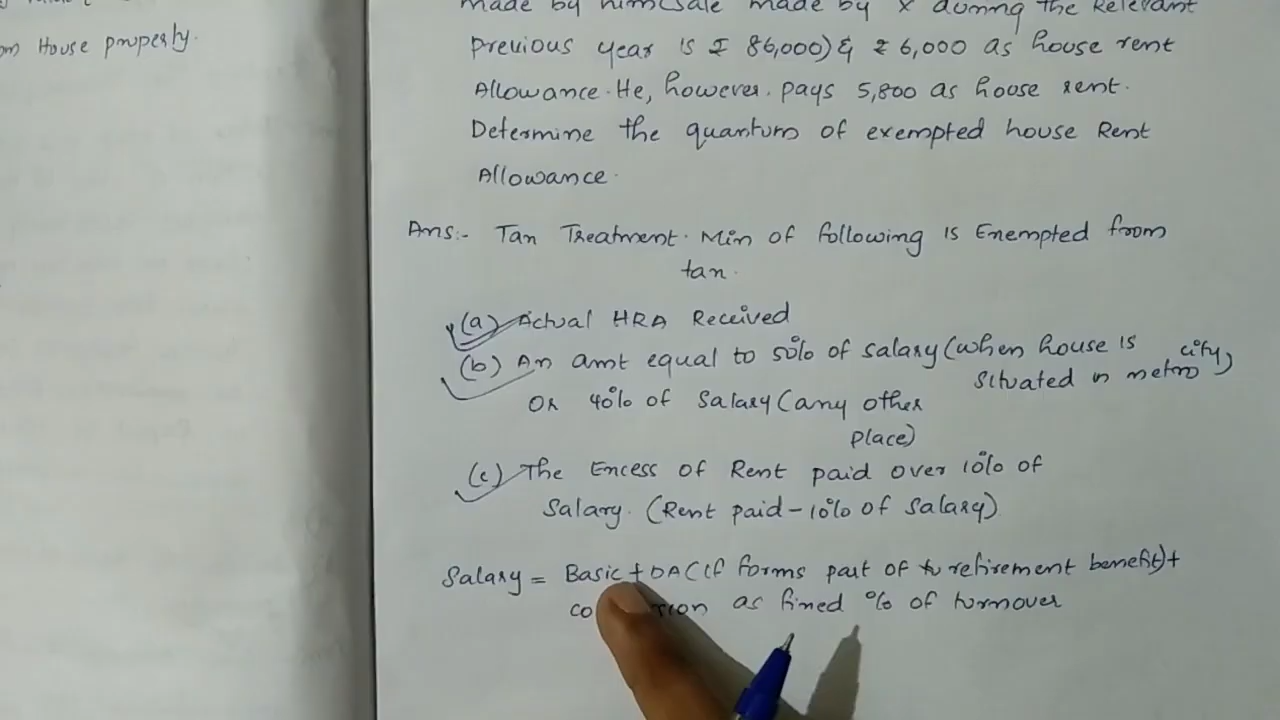 om House property.
made by him(sale made by X during the Relevant
previous year is ₹ 86,000) & ₹ 6,000 as house rent
Allowance. He, however. pays 5,800 as house rent.
Determine the quantum of exempted house Rent
Allowance.
Ans:- Tax Treatment. Min of following is Exempted from
tax.
(a) Actual HRA Received
(b) An amt equal to 50% of salary (when house is
situated in metro city)
OR 40% of Salary (any other
place)
(c) The Excess of Rent paid over 10% of
Salary. (Rent paid - 10% of salary)
Salary = Basic + DA (if forms part of retirement benefit) +
as fixed % of turnover